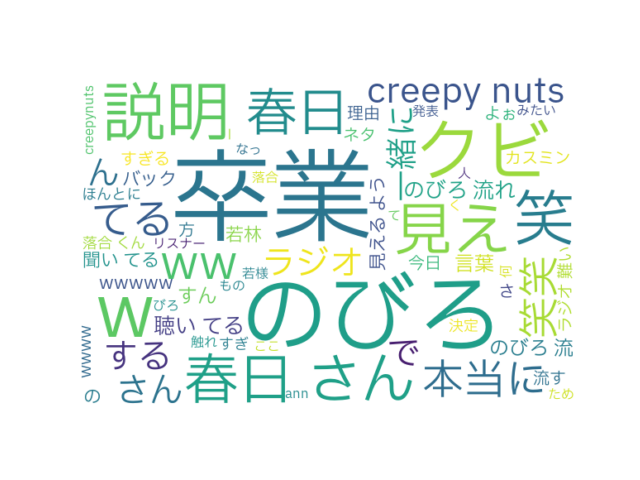 creepynuts
説明
春日
creepy nuts
理由
発表
よぉ
みたい
ネタ
一緒に
クビ
カスミン
l
なっ
すぎる
ん
バック
ほんとに
落合
卒業
人
のびろ 流れ
く
て
見えるよう
見え
笑
てる
方
若林
落合 くん
リスナー
聞い てる
ww
ラジオ
今日
言葉
何
さ
笑笑
ラジオ 難い
若様
もの
wwwww
すん
びろ
w
聴い てる
のびろ
決定
wwwww
する
触れ
すぎ
ここ
で
のびろ 流
の
さん
春日 さん
ann
本当に
流す
ため